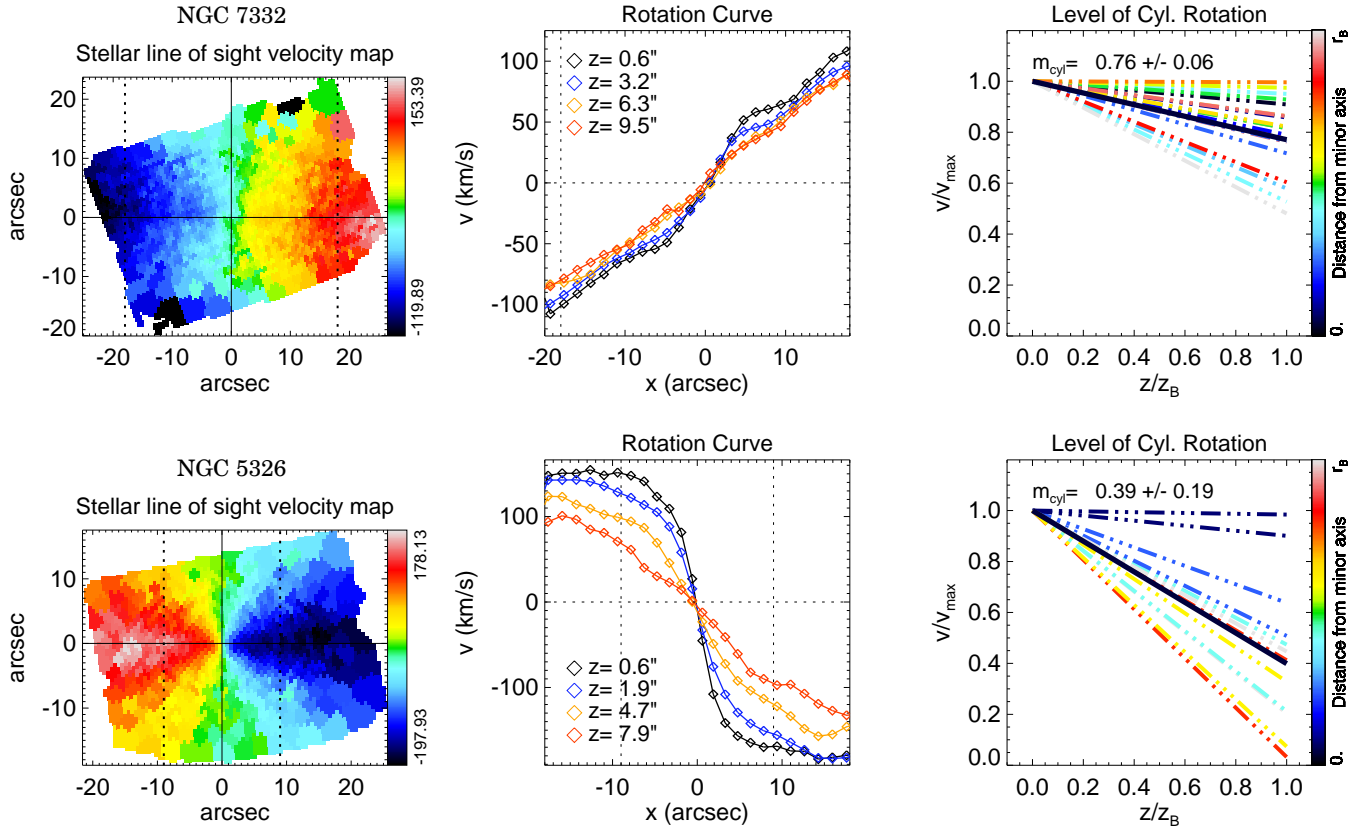 NGC 7332
Stellar line of sight velocity map
20
10
0
-10
-20
arcsec
-20 -10 0 10 20
arcsec
153.39
-119.89
Rotation Curve
z= 0.6"
z= 3.2"
z= 6.3"
z= 9.5"
100
50
0
-50
-100
v (km/s)
-20 -10 0 10
x (arcsec)
Level of Cyl. Rotation
m_cyl= 0.76 +/- 0.06
1.0
0.8
0.6
0.4
0.2
0.0
v/v_max
0.0 0.2 0.4 0.6 0.8 1.0
z/z_B
r_B
Distance from minor axis
0.
NGC 5326
Stellar line of sight velocity map
10
0
-10
arcsec
-20 -10 0 10 20
arcsec
178.13
-197.93
Rotation Curve
100
0
-100
v (km/s)
z= 0.6"
z= 1.9"
z= 4.7"
z= 7.9"
-10 0 10
x (arcsec)
Level of Cyl. Rotation
m_cyl= 0.39 +/- 0.19
1.0
0.8
0.6
0.4
0.2
0.0
v/v_max
0.0 0.2 0.4 0.6 0.8 1.0
z/z_B
r_B
Distance from minor axis
0.